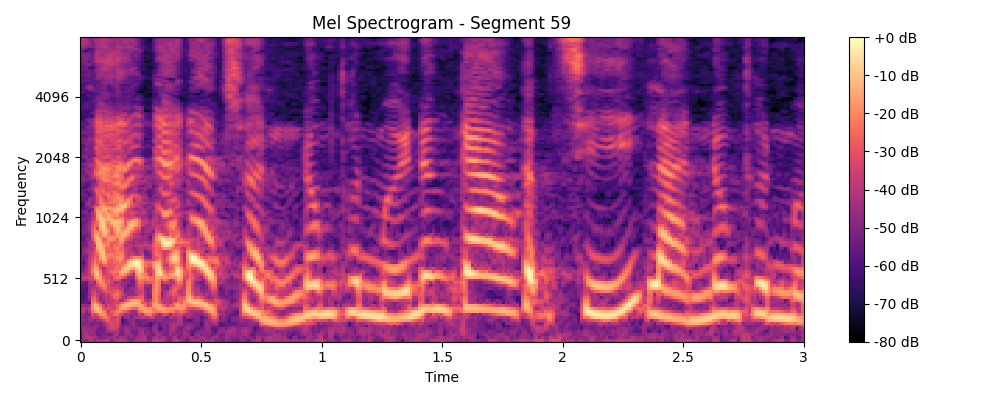 Mel Spectrogram - Segment 59
Frequency
4096
2048
1024
512
0
0
0.5
1
1.5
2
2.5
3
Time
+0 dB
-10 dB
-20 dB
-30 dB
-40 dB
-50 dB
-60 dB
-70 dB
-80 dB